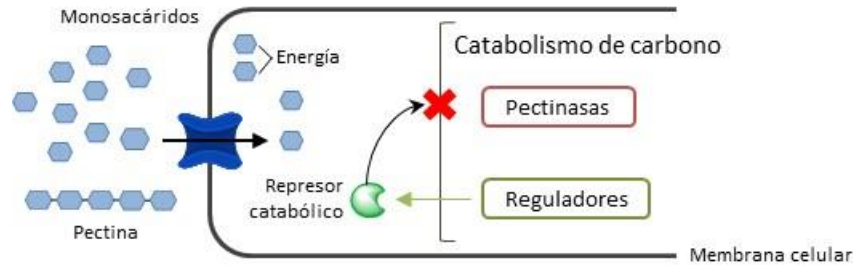 Monosacáridos
Energía
Catabolismo de carbono
Pectinasas
Represor
catabólico
Reguladores
Pectina
Membrana celular